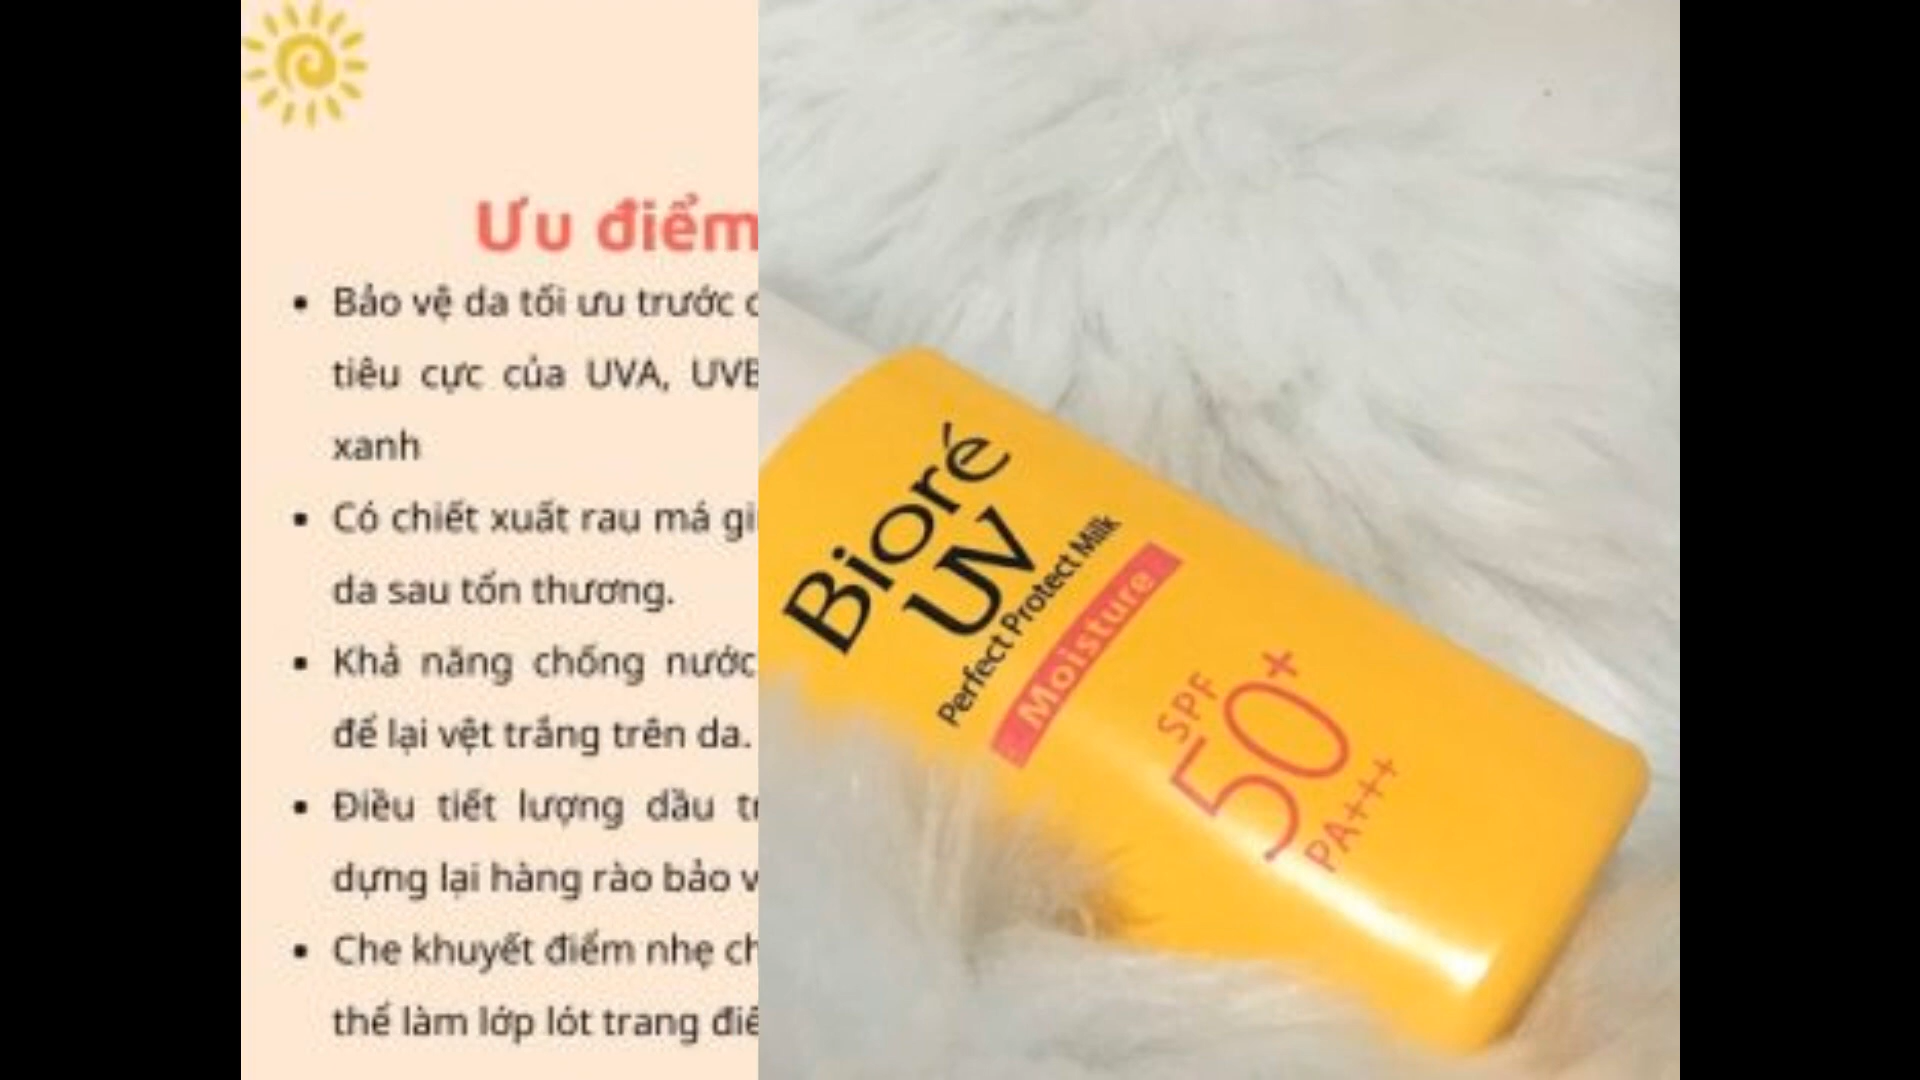 Ưu điểm
Bảo vệ da tối ưu trước
tiêu cực của UVA, UVB
xanh
Có chiết xuất rau má
da sau tổn thương.
Khả năng chống nước
để lại vệt trắng trên da.
Điều tiết lượng dầu
dựng lại hàng rào bảo
Che khuyết điểm nhẹ
thể làm lớp lót trang
Bioré
UV
Perfect Protect Milk
Moisture
SPF
50+
PA+++